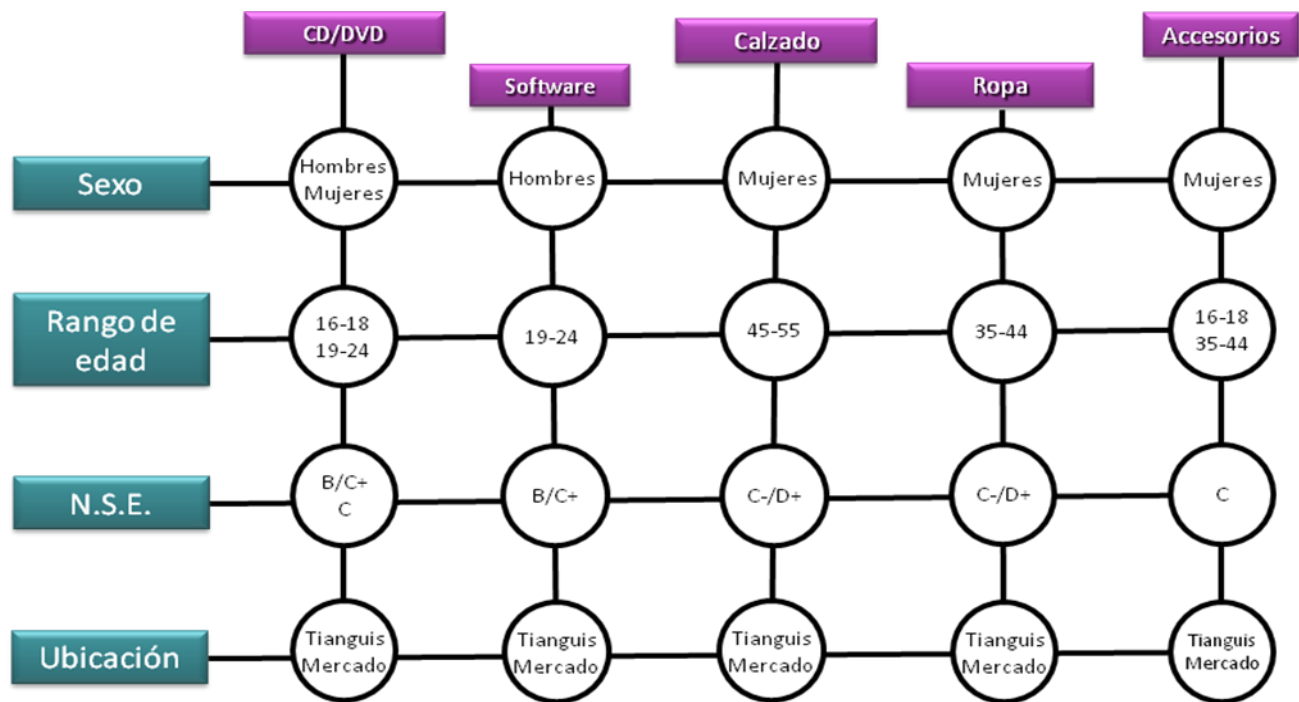 CD/DVD
Software
Calzado
Ropa
Accesorios
Sexo
Hombres
Mujeres
Hombres
Mujeres
Mujeres
Mujeres
Rango de
edad
16-18
19-24
19-24
45-55
35-44
16-18
35-44
N.S.E.
B/C+
C
B/C+
C-/D+
C-/D+
C
Ubicación
Tianguis
Mercado
Tianguis
Mercado
Tianguis
Mercado
Tianguis
Mercado
Tianguis
Mercado